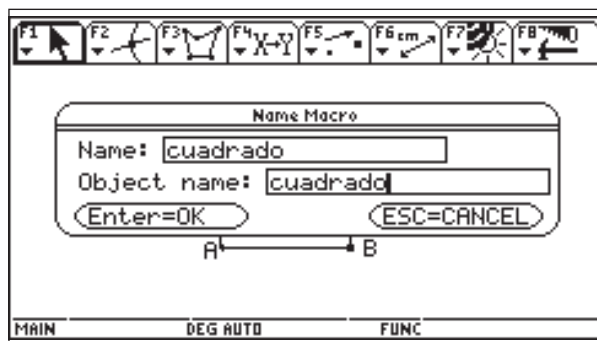 F1 F2 F3 F4 X→Y F5 F6 cm F7 F8
Name Macro
Name: cuadrado
Object name: cuadrado
Enter=OK ESC=CANCEL
A B
MAIN DEG AUTO FUNC